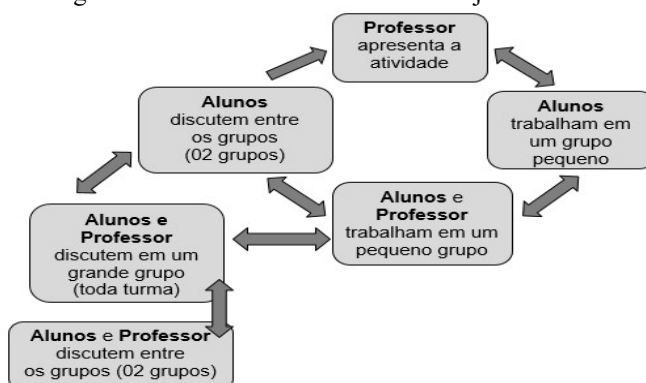 Professor
apresenta a
atividade
Alunos
discutem entre
os grupos
(02 grupos)
Alunos
trabalham em
um grupo
pequeno
Alunos e
Professor
trabalham em um
pequeno grupo
Alunos e
Professor
discutem em um
grande grupo
(toda turma)
Alunos e Professor
discutem entre
os grupos (02 grupos)